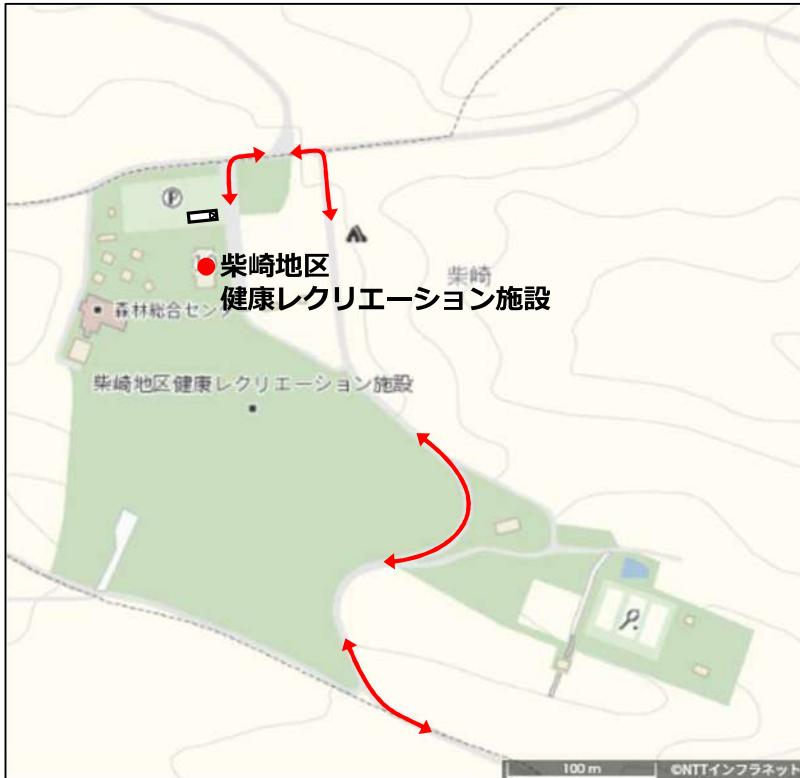 P
柴崎地区
健康レクリエーション施設
柴崎
森林総合セン
柴崎地区健康レクリエーション施設
100 m
©NTTインフラネット